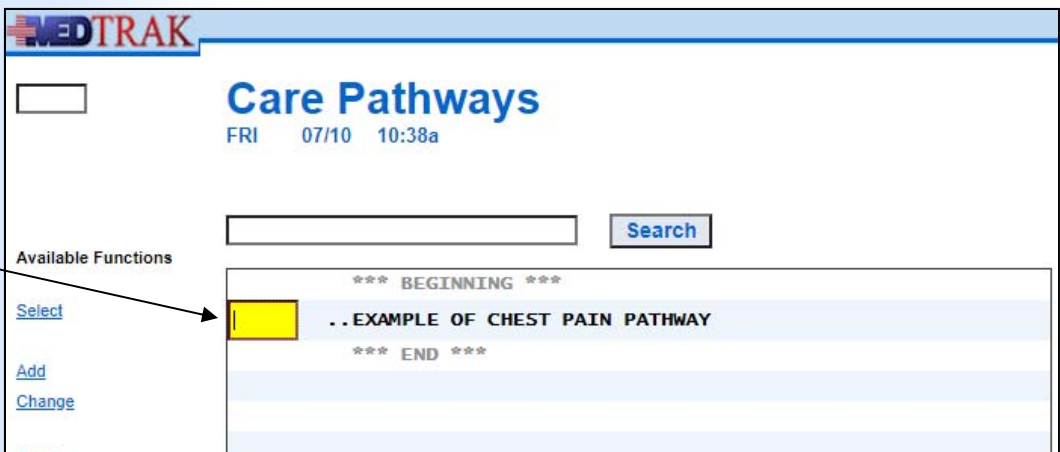 MEDTRAK
Care Pathways
FRI 07/10 10:38a
Search
Available Functions
*** BEGINNING ***
Select
..EXAMPLE OF CHEST PAIN PATHWAY
*** END ***
Add
Change